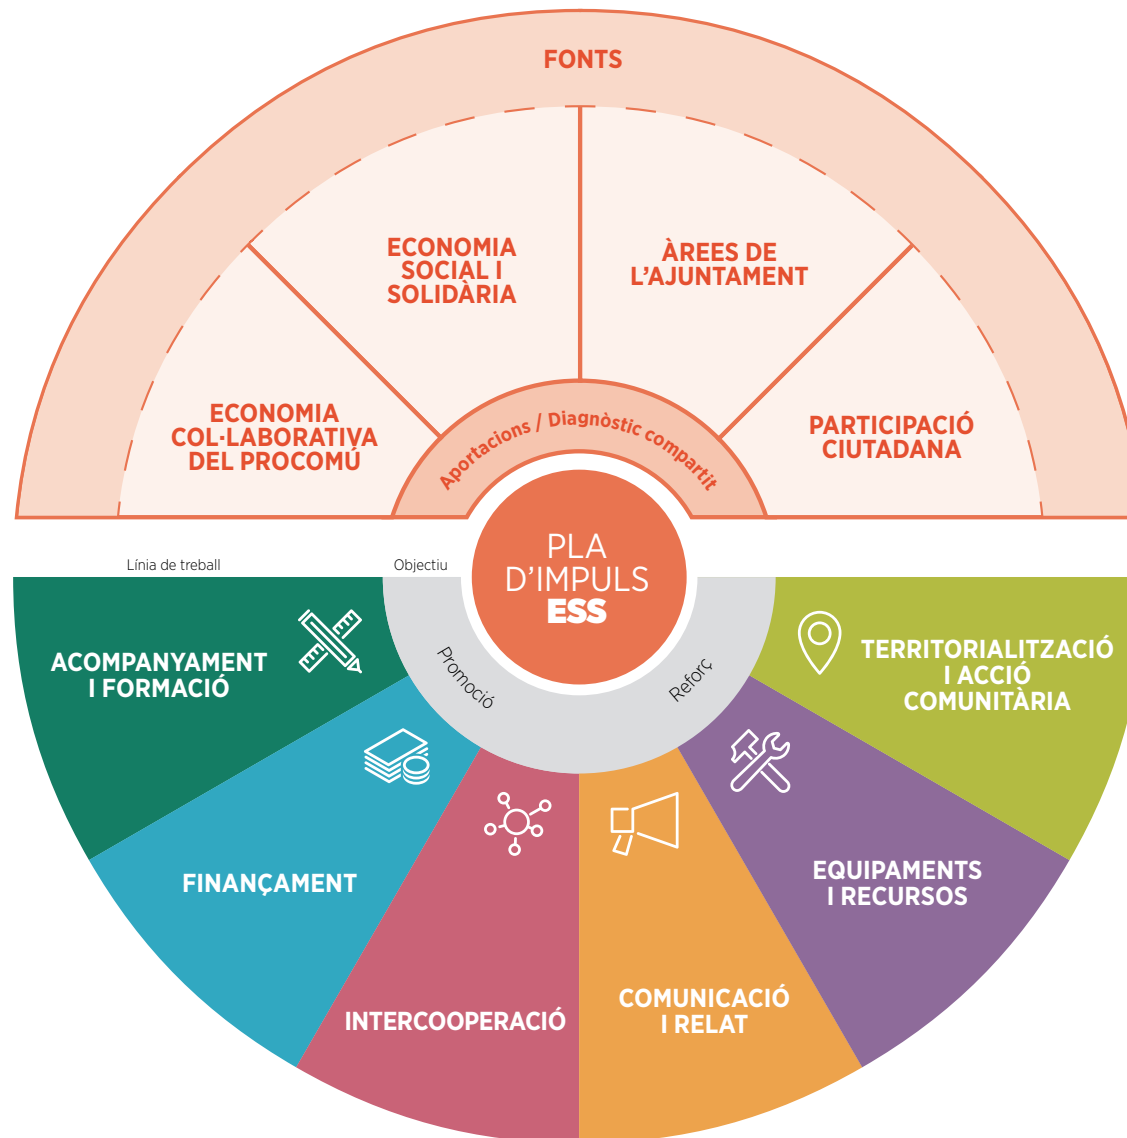 FONTS
ECONOMIA
SOCIAL I
SOLIDÀRIA
ÀREES DE
L'AJUNTAMENT
ECONOMIA
COL·LABORATIVA
DEL PROCOMÚ
PARTICIPACIÓ
CIUTADANA
Aportacions / Diagnòstic compartit
PLA
D'IMPULS
ESS
Línia de treball
Objectiu
Promoció
Reforç
ACOMPANYAMENT
I FORMACIÓ
FINANÇAMENT
INTERCOOPERACIÓ
COMUNICACIÓ
I RELAT
EQUIPAMENTS
I RECURSOS
TERRITORIALITZACIÓ
I ACCIÓ
COMUNITÀRIA